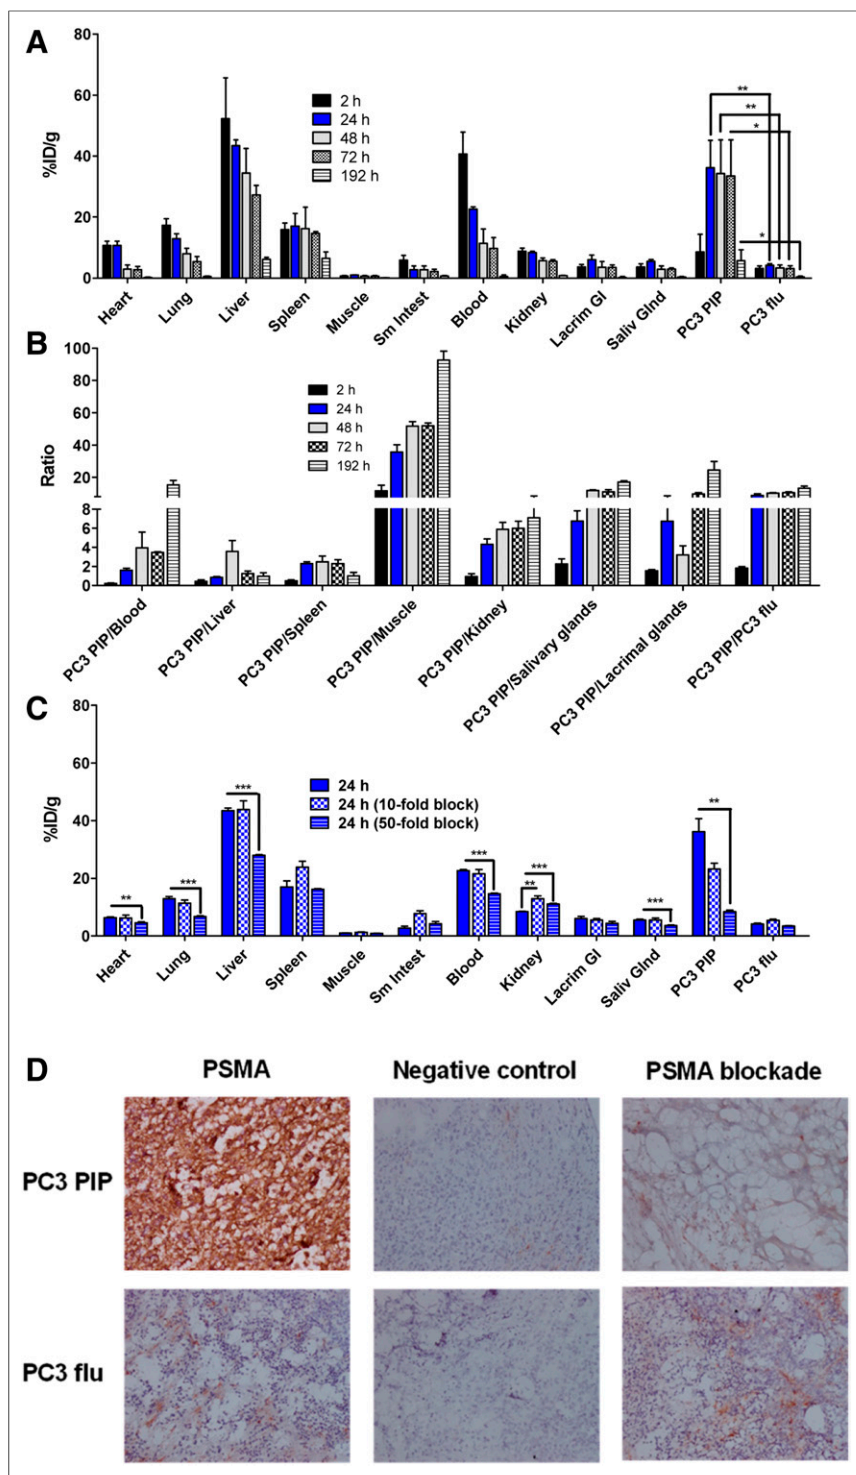 A
%ID/g
80
60
40
20
0
2 h
24 h
48 h
72 h
192 h
**
**
*
*
Heart
Lung
Liver
Spleen
Muscle
Sm Intest
Blood
Kidney
Lacrim Gl
Saliv Glnd
PC3 PIP
PC3 flu
B
Ratio
100
80
60
40
20
8
6
4
2
0
2 h
24 h
48 h
72 h
192 h
PC3 PIP/Blood
PC3 PIP/Liver
PC3 PIP/Spleen
PC3 PIP/Muscle
PC3 PIP/Kidney
PC3 PIP/Salivary glands
PC3 PIP/Lacrimal glands
PC3 PIP/PC3 flu
C
%ID/g
80
60
40
20
0
24 h
24 h (10-fold block)
24 h (50-fold block)
**
***
***
***
**
***
***
**
Heart
Lung
Liver
Spleen
Muscle
Sm Intest
Blood
Kidney
Lacrim Gl
Saliv Glnd
PC3 PIP
PC3 flu
D
PSMA
Negative control
PSMA blockade
PC3 PIP
PC3 flu